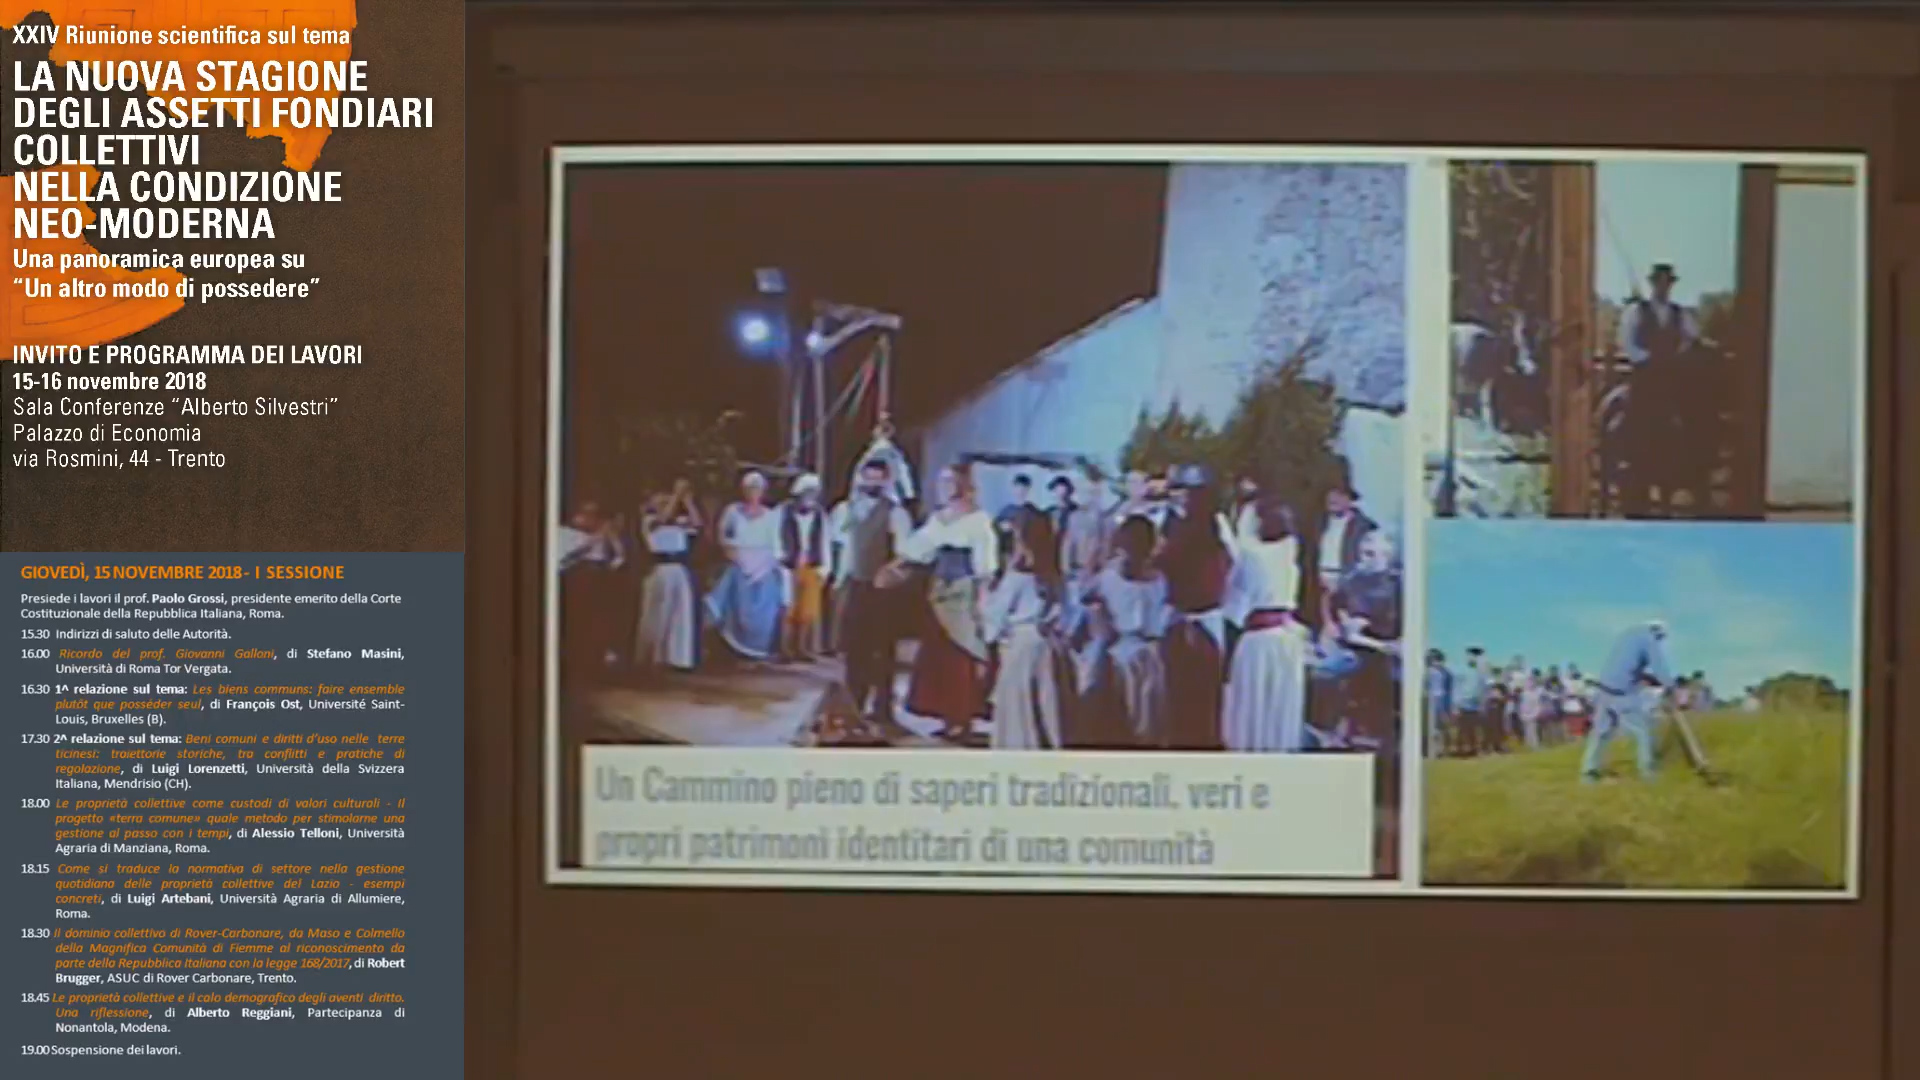 XXIV Riunione scientifica sul tema
LA NUOVA STAGIONE
DEGLI ASSETTI FONDIARI
COLLETTIVI
NELLA CONDIZIONE
NEO-MODERNA
Una panoramica europea su
“Un altro modo di possedere”
INVITO E PROGRAMMA DEI LAVORI
15-16 novembre 2018
Sala Conferenze “Alberto Silvestri”
Palazzo di Economia
via Rosmini, 44 - Trento
GIOVEDÌ, 15 NOVEMBRE 2018 - I SESSIONE
Presiede i lavori il prof. Paolo Grossi, presidente emerito della Corte
Costituzionale della Repubblica Italiana, Roma.
15.30 Indirizzi di saluto delle Autorità.
16.00 Ricordo del prof. Giovanni Galloni, di Stefano Masini,
Università di Roma Tor Vergata.
16.30 1^ relazione sul tema: Les biens communs: faire ensemble
plutôt que posséder seul, di François Ost, Université Saint-
Louis, Bruxelles (B).
17.30 2^ relazione sul tema: Beni comuni e diritti d'uso nelle terre
ticinesi: traiettorie storiche, tra conflitti e pratiche di
regolazione, di Luigi Lorenzetti, Università della Svizzera
Italiana, Mendrisio (CH).
18.00 Le proprietà collettive come custodi di valori culturali - Il
progetto «terra comune» quale metodo per stimolarne una
gestione al passo con i tempi, di Alessio Telloni, Università
Agraria di Manziana, Roma.
18.15 Come si traduce la normativa di settore nella gestione
quotidiana delle proprietà collettive del Lazio - esempi
concreti, di Luigi Artebani, Università Agraria di Allumiere,
Roma.
18.30 Il dominio collettivo di Rover-Carbonare, da Maso e Colmello
della Magnifica Comunità di Fiemme al riconoscimento da
parte della Repubblica Italiana con la legge 168/2017, di Robert
Brugger, ASUC di Rover Carbonare, Trento.
18.45 Le proprietà collettive e il calo demografico degli aventi diritto.
Una riflessione, di Alberto Reggiani, Partecipanza di
Nonantola, Modena.
19.00 Sospensione dei lavori.
Un Cammino pieno di saperi tradizionali, veri e
propri patrimoni identitari di una comunità